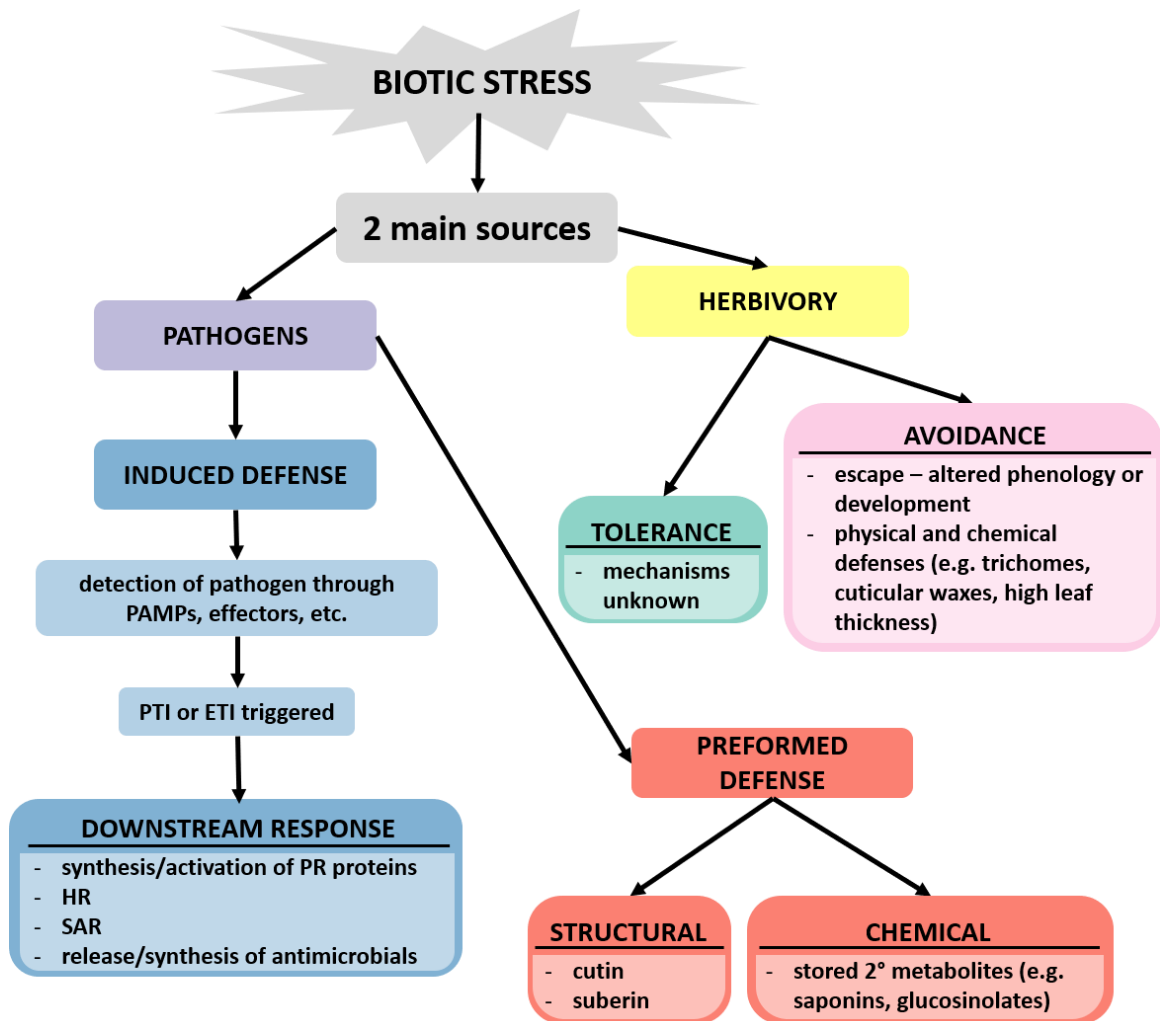 BIOTIC STRESS
2 main sources
PATHOGENS
HERBIVORY
INDUCED DEFENSE
detection of pathogen through
PAMPs, effectors, etc.
PTI or ETI triggered
DOWNSTREAM RESPONSE
- synthesis/activation of PR proteins
- HR
- SAR
- release/synthesis of antimicrobials
TOLERANCE
- mechanisms
unknown
AVOIDANCE
- escape – altered phenology or
development
- physical and chemical
defenses (e.g. trichomes,
cuticular waxes, high leaf
thickness)
PREFORMED
DEFENSE
STRUCTURAL
- cutin
- suberin
CHEMICAL
- stored 2° metabolites (e.g.
saponins, glucosinolates)